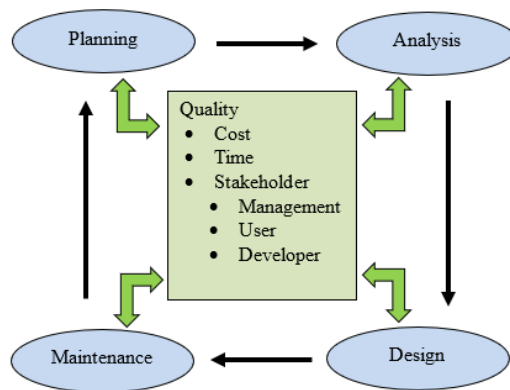 Planning
Analysis
Quality
• Cost
• Time
• Stakeholder
• Management
• User
• Developer
Maintenance
Design